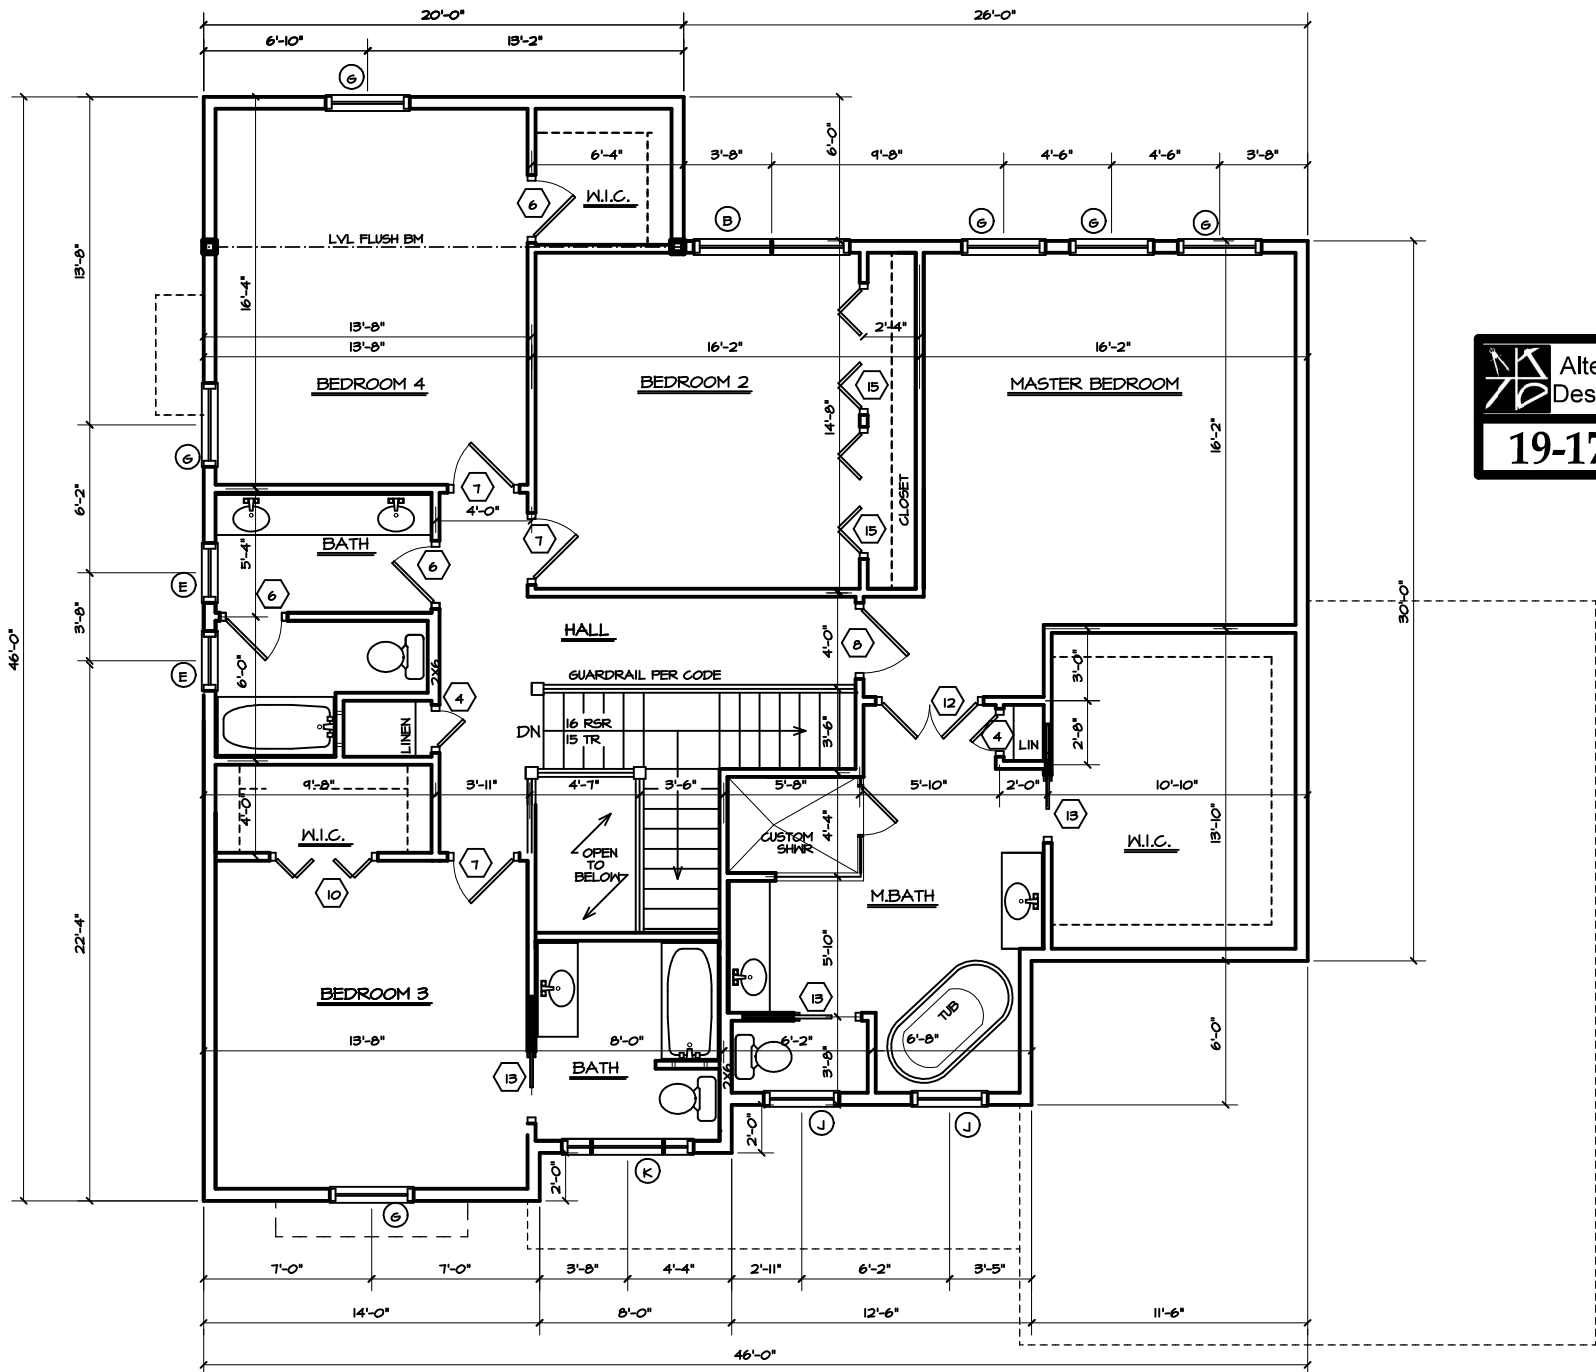 20'-0"
26'-0"
6'-10"
13'-2"
G
6'-0"
6'-4"
3'-8"
9'-8"
4'-6"
4'-6"
3'-8"
6
W.I.C.
B
G
G
G
LVL FLUSH BM
13'-8"
16'-4"
13'-8"
2'-4"
13'-8"
16'-2"
16'-2"
BEDROOM 4
BEDROOM 2
15
MASTER BEDROOM
Alte
Des
19-17
14'-8"
16'-2"
G
7
6'-2"
4'-0"
CLOSET
7
15
BATH
5'-4"
6
E
6
3'-8"
46'-0"
30'-0"
HALL
4'-0"
8
6'-0"
2X6
E
GUARDRAIL PER CODE
3'-0"
4
12
DN
16 RSR
15 TR
3'-6"
LINEN
4
LIN
2'-8"
9'-8"
3'-11"
4'-7"
3'-6"
5'-8"
5'-10"
2'-0"
10'-10"
4'-0"
13
W.I.C.
CUSTOM
SHWR
4'-4"
W.I.C.
13'-10"
OPEN
TO
BELOW
7
10
M.BATH
22'-4"
5'-10"
BEDROOM 3
13
TUB
13'-8"
8'-0"
6'-2"
6'-8"
6'-0"
BATH
13
2X6
3'-8"
J
J
2'-0"
K
2'-0"
G
7'-0"
7'-0"
3'-8"
4'-4"
2'-11"
6'-2"
3'-5"
14'-0"
8'-0"
12'-6"
11'-6"
46'-0"